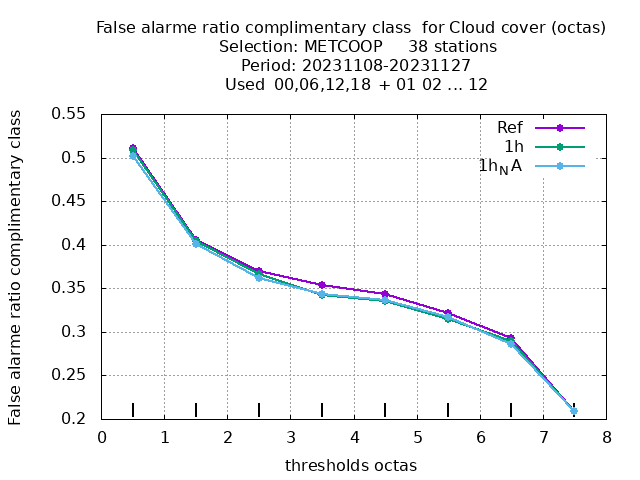 False alarme ratio complimentary class  for Cloud cover (octas)
Selection: METCOOP     38 stations
Period: 20231108-20231127
Used  00,06,12,18  + 01 02 ... 12
False alarme ratio complimentary class
0.55
0.5
0.45
0.4
0.35
0.3
0.25
0.2
Ref
1h
1h_NA
0 1 2 3 4 5 6 7 8
thresholds octas